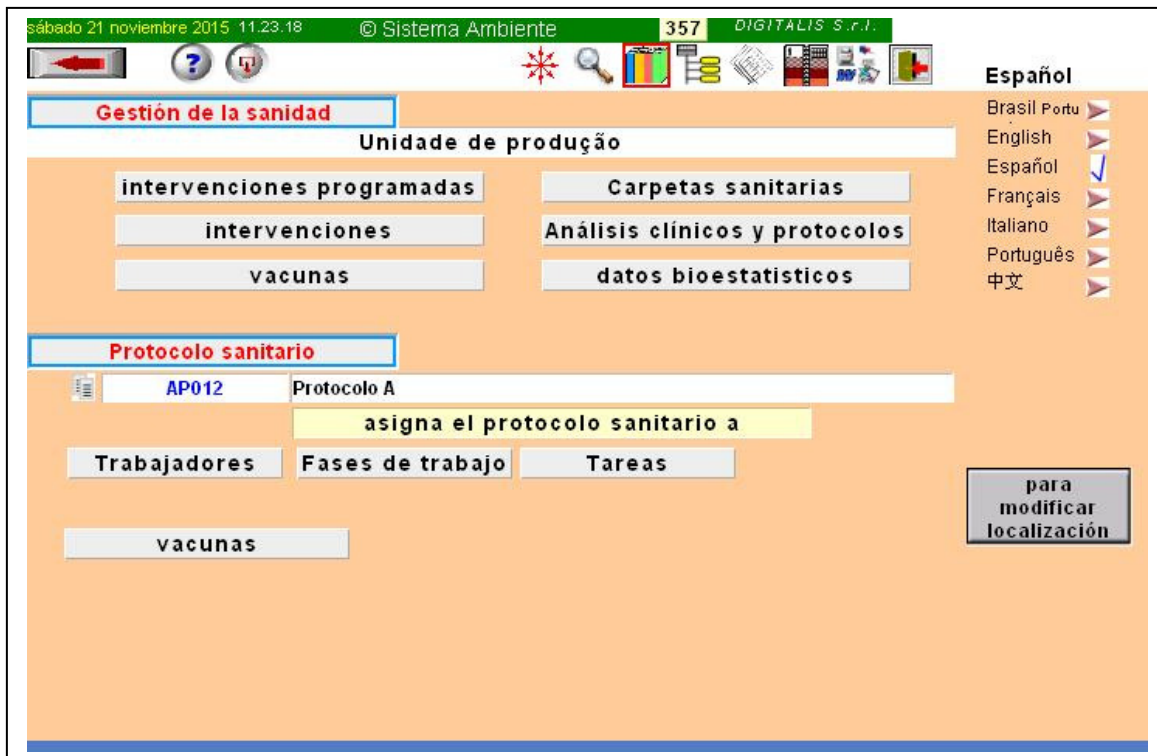 sábado 21 noviembre 2015 11.23.18 © Sistema Ambiente 357 DIGITALIS S.r.l.
?
Español
Gestión de la sanidad
Brasil Portu
Unidade de produção
English
Español
intervenciones programadas Carpetas sanitarias
Français
intervenciones Análisis clínicos y protocolos
Italiano
Português
vacunas datos bioestatisticos
中文
Protocolo sanitario
AP012 Protocolo A
asigna el protocolo sanitario a
Trabajadores Fases de trabajo Tareas
para
modificar
localización
vacunas